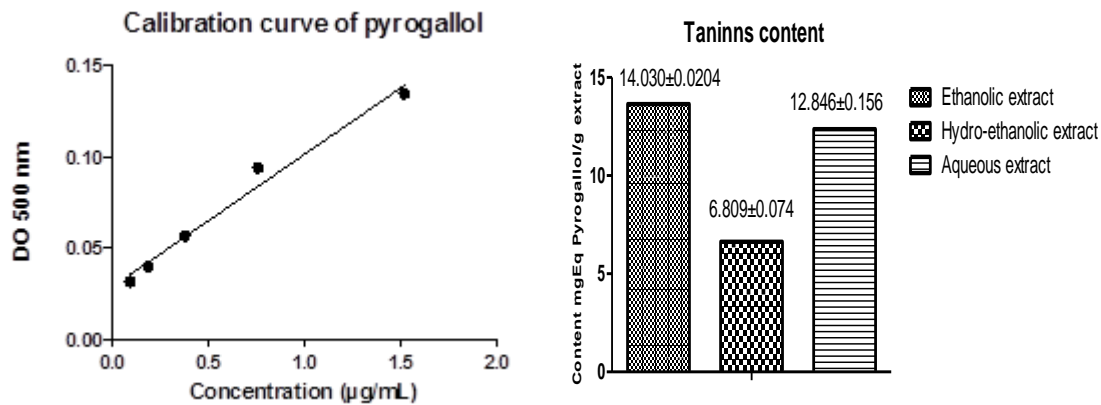 Calibration curve of pyrogallol
0.15
0.10
0.05
0.00
DO 500 nm
0.0 0.5 1.0 1.5 2.0
Concentration (µg/mL)
Taninns content
15
10
5
0
Content mgEq Pyrogallol/g extract
14.030±0.0204
6.809±0.074
12.846±0.156
Ethanolic extract
Hydro-ethanolic extract
Aqueous extract